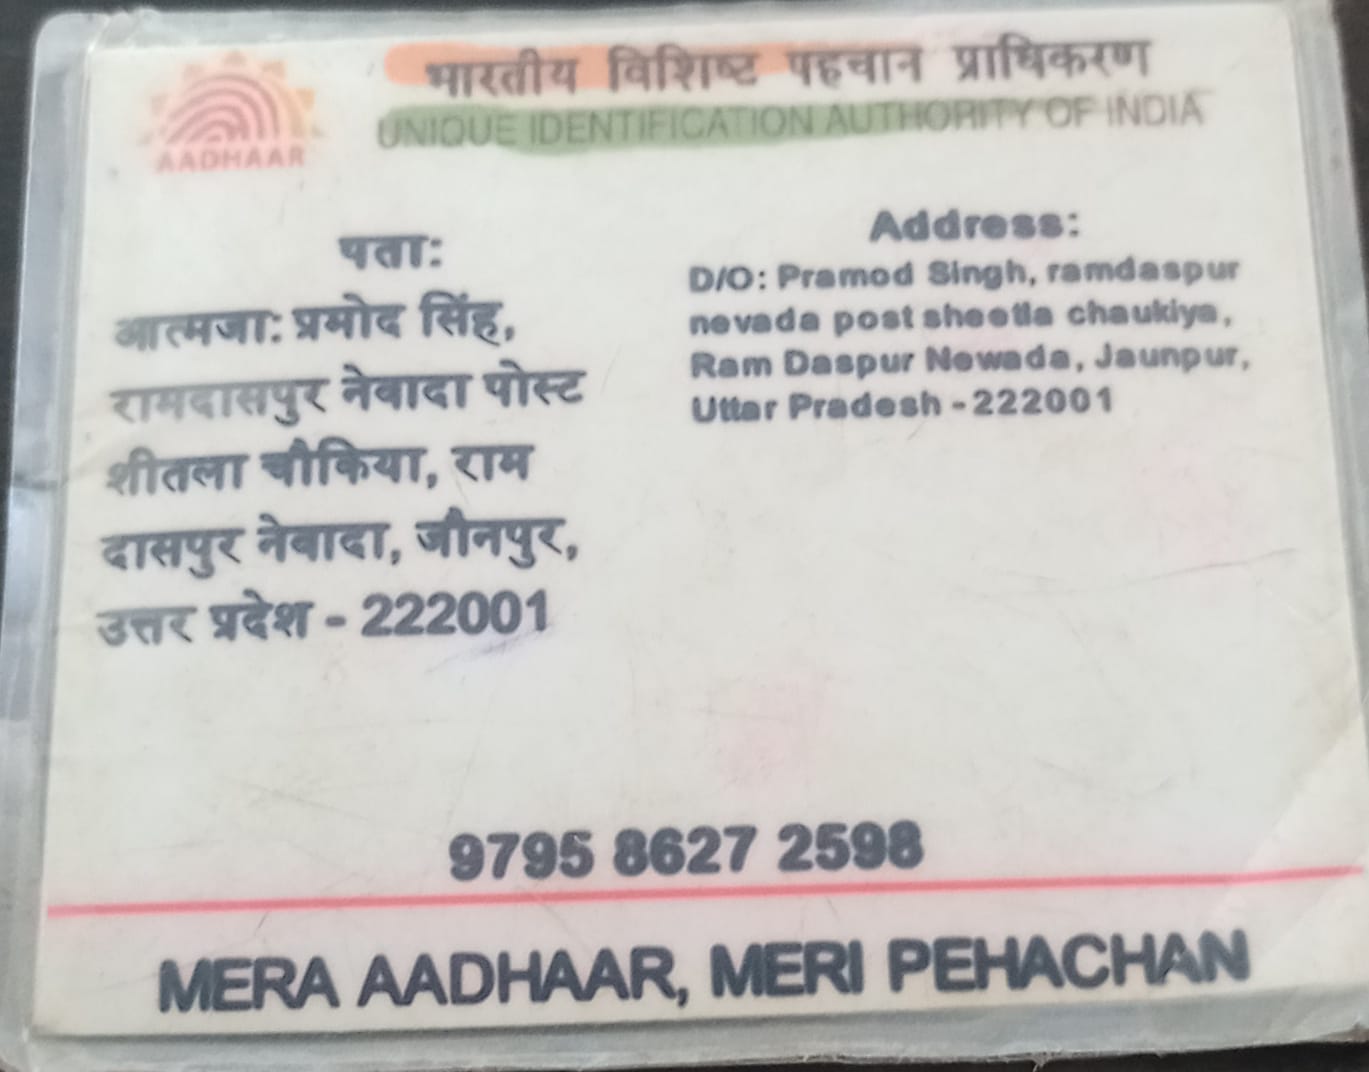 भारतीय विशिष्ट पहचान प्राधिकरण
UNIQUE IDENTIFICATION AUTHORITY OF INDIA
AADHAAR
पता:
आत्मजा: प्रमोद सिंह,
रामदासपुर नेवादा पोस्ट
शीतला चौकिया, राम
दासपुर नेवादा, जौनपुर,
उत्तर प्रदेश - 222001
Address:
D/O: Pramod Singh, ramdaspur
nevada post sheetla chaukiya,
Ram Daspur Newada, Jaunpur,
Uttar Pradesh - 222001
9795 8627 2598
MERA AADHAAR, MERI PEHACHAN